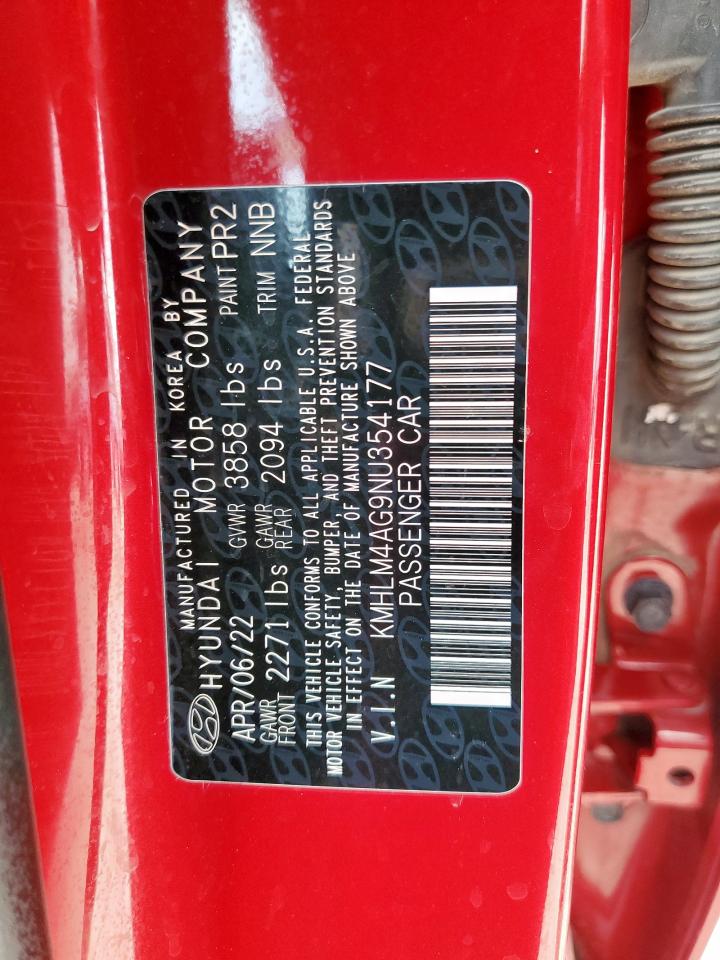 MANUFACTURED IN KOREA BY
HYUNDAI MOTOR COMPANY
APR/06/22 GVWR 3858 lbs PAINT PR2
GAWR FRONT 2271 lbs GAWR REAR 2094 lbs TRIM NNB
THIS VEHICLE CONFORMS TO ALL APPLICABLE U.S.A. FEDERAL
MOTOR VEHICLE SAFETY, BUMPER, AND THEFT PREVENTION STANDARDS
IN EFFECT ON THE DATE OF MANUFACTURE SHOWN ABOVE
V.I.N KMHLM4AG9NU354177
PASSENGER CAR